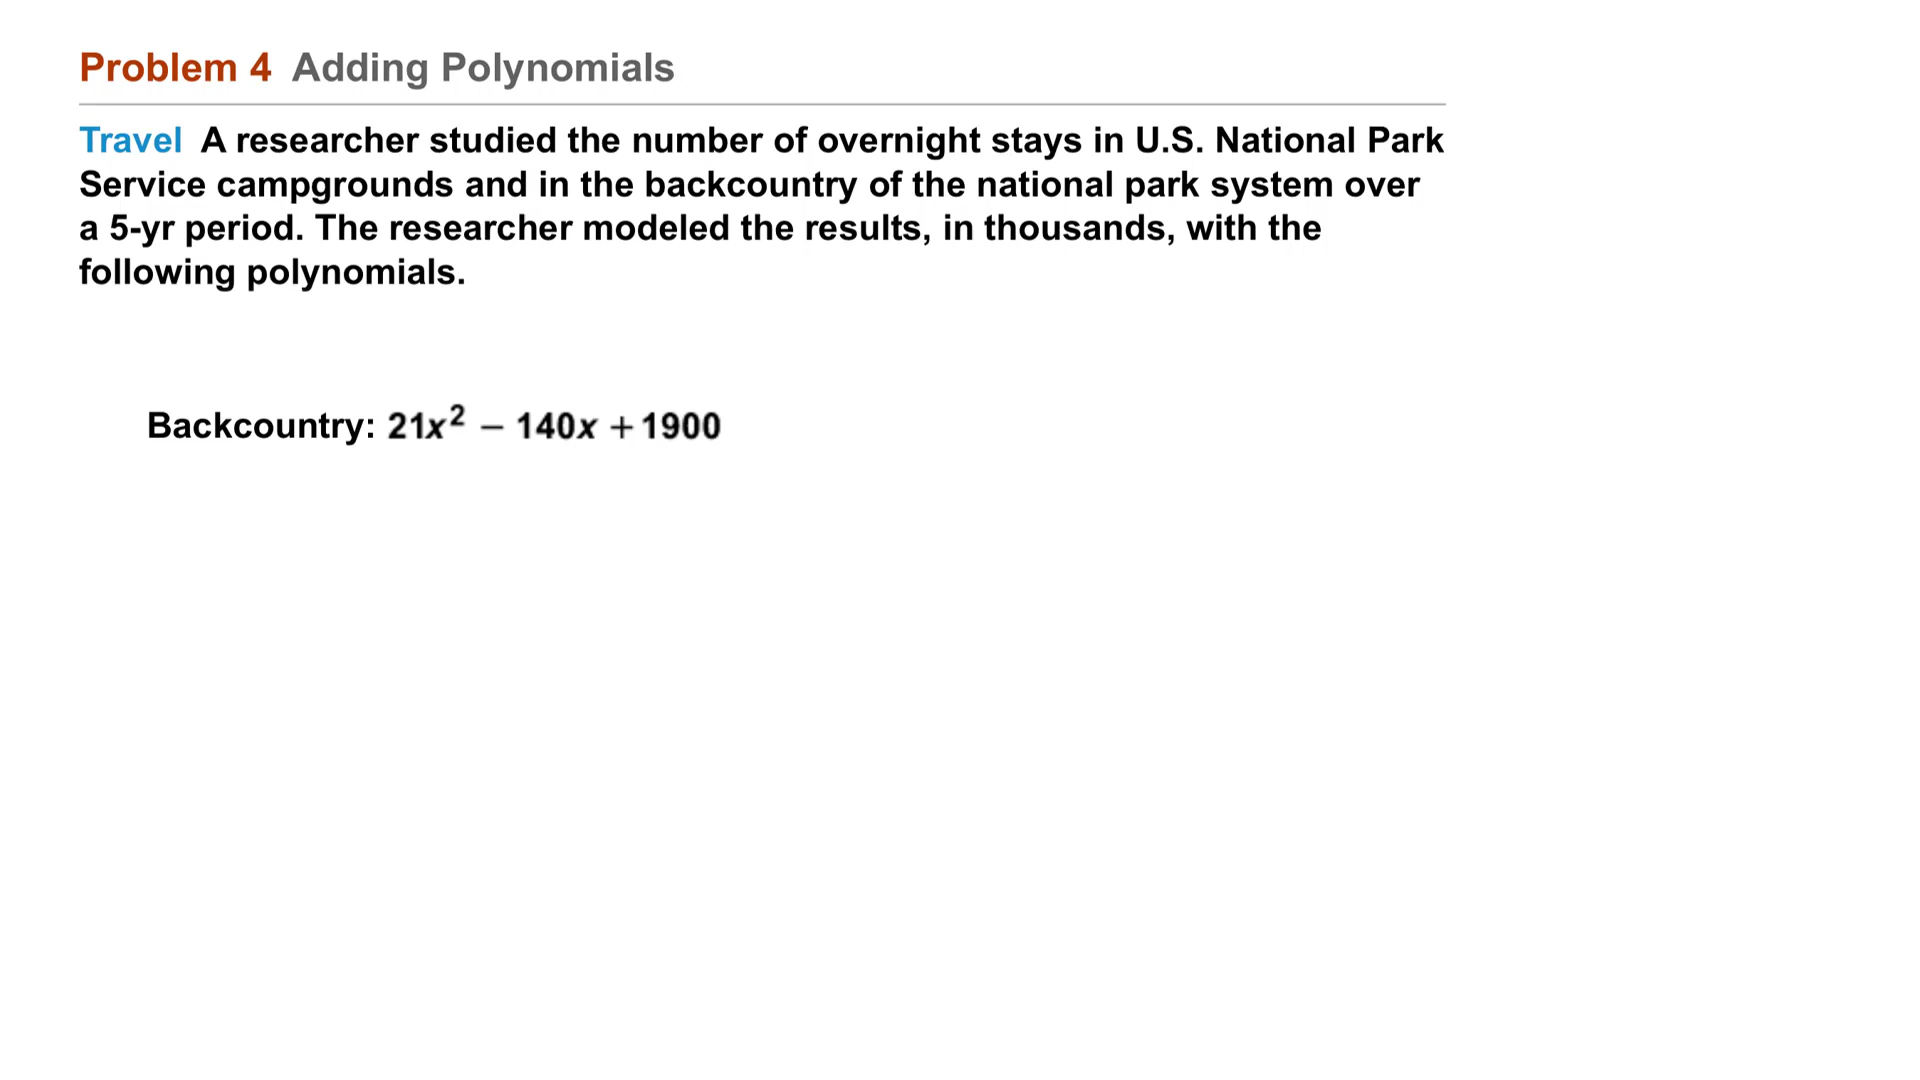 Problem 4 Adding Polynomials
Travel A researcher studied the number of overnight stays in U.S. National Park
Service campgrounds and in the backcountry of the national park system over
a 5-yr period. The researcher modeled the results, in thousands, with the
following polynomials.
Backcountry: 21x² − 140x + 1900